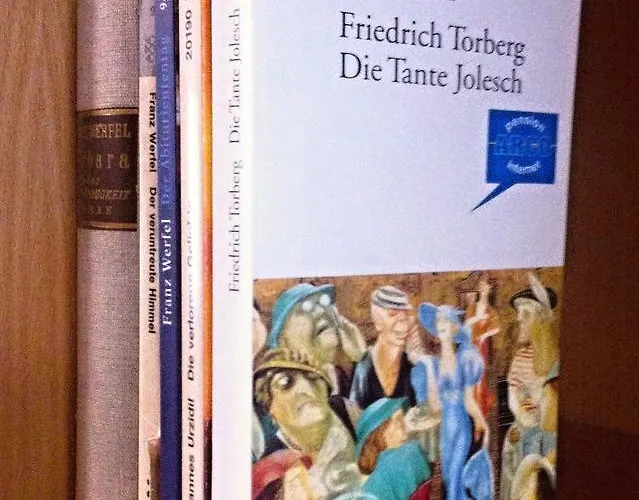 Friedrich Torberg
Die Tante Jolesch
pension
ARCO
internet
Friedrich Torberg Die Tante Jolesch
20190
Die verlorene Geliebte
Franz Werfel Der Abituriententag
Franz Werfel Der veruntreute Himmel
WERFEL